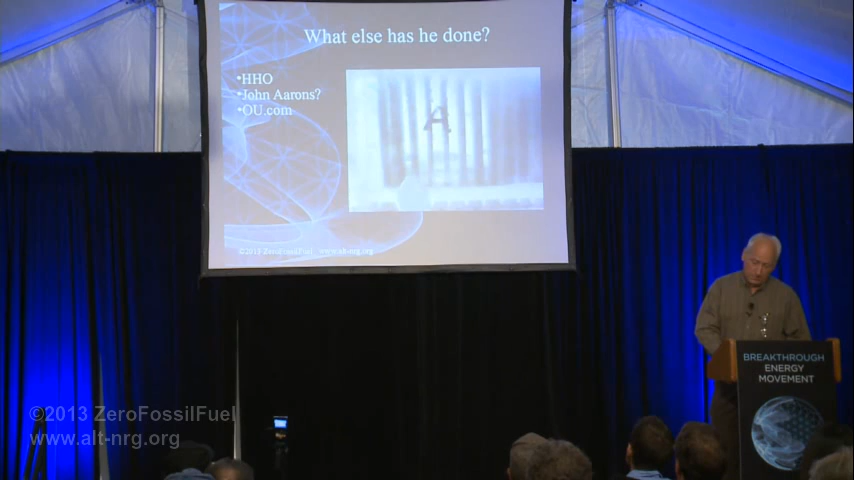 What else has he done?
•HHO
•John Aarons?
•OU.com
A
©2013 ZeroFossilFuel www.alt-nrg.org
BREAKTHROUGH
ENERGY
MOVEMENT
©2013 ZeroFossilFuel
www.alt-nrg.org